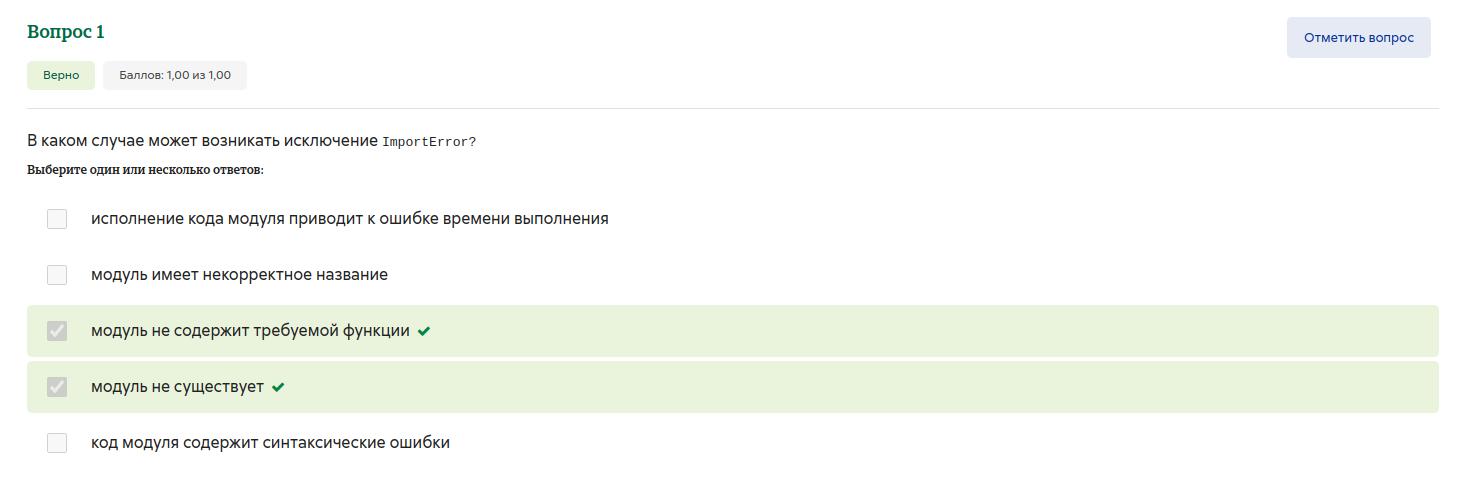 Вопрос 1
Отметить вопрос
Верно
Баллов: 1,00 из 1,00
В каком случае может возникать исключение ImportError?
Выберите один или несколько ответов:
исполнение кода модуля приводит к ошибке времени выполнения
модуль имеет некорректное название
модуль не содержит требуемой функции
модуль не существует
код модуля содержит синтаксические ошибки